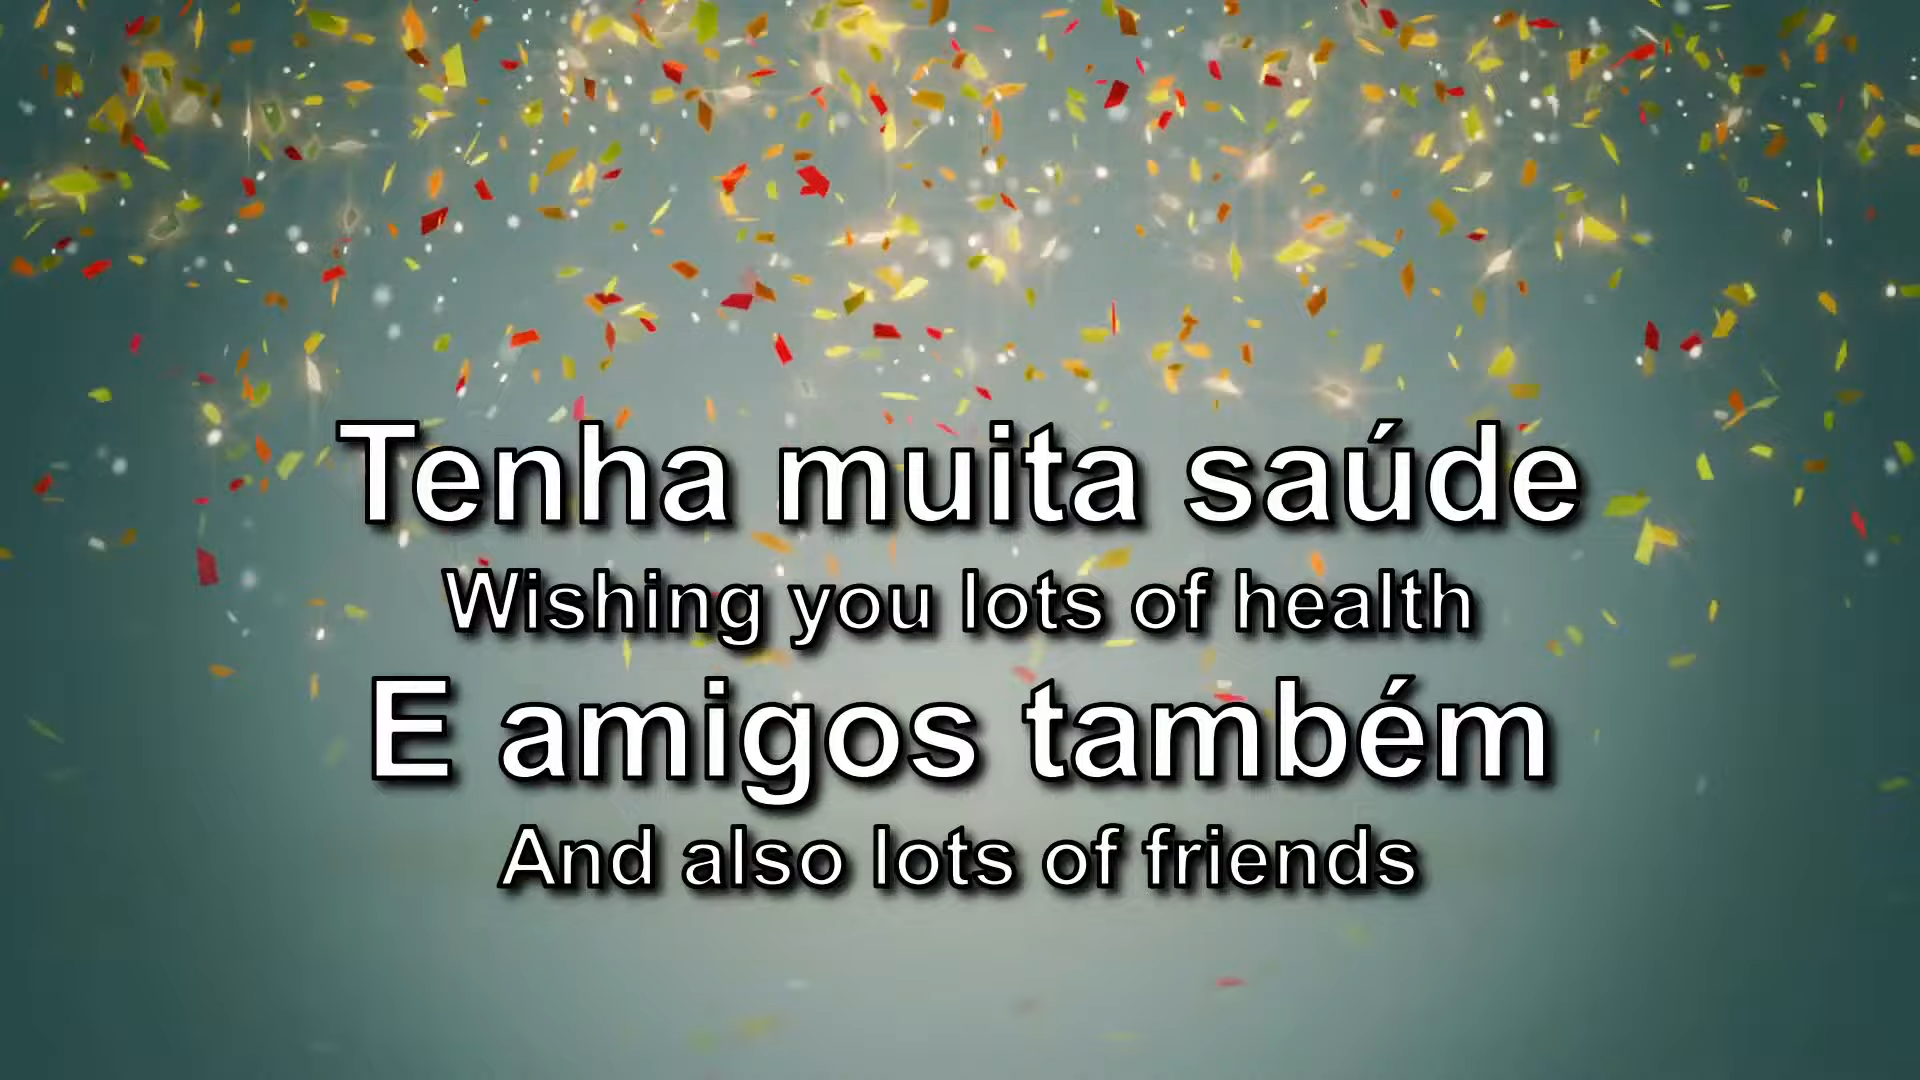 Tenha muita saúde
Wishing you lots of health
E amigos também
And also lots of friends